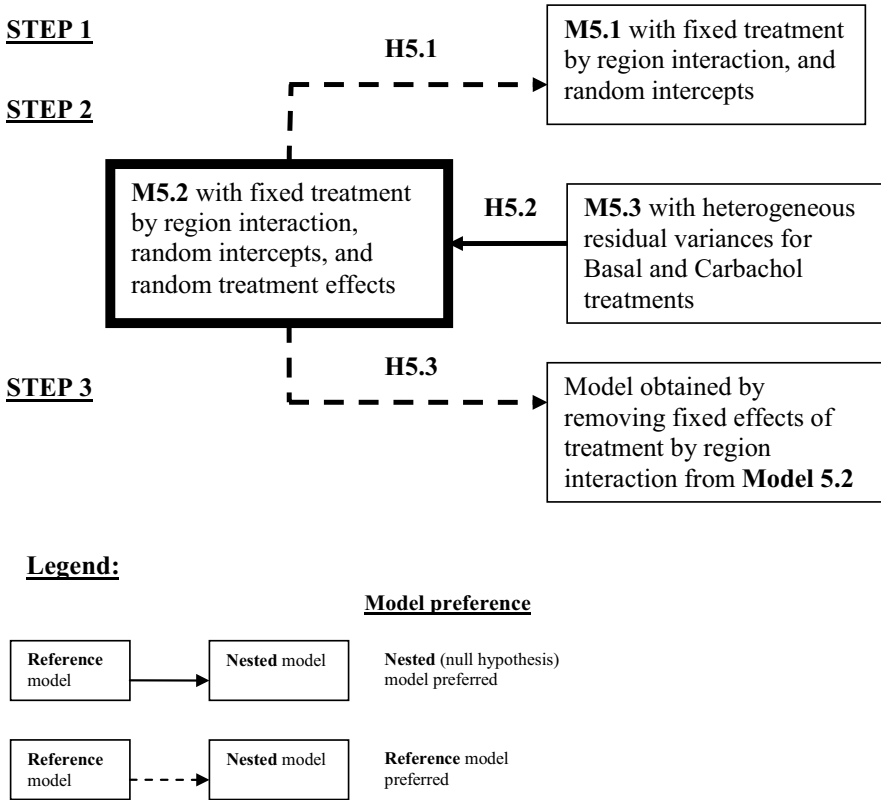 STEP 1
H5.1
M5.1 with fixed treatment
by region interaction, and
random intercepts
STEP 2
M5.2 with fixed treatment
by region interaction,
random intercepts, and
random treatment effects
H5.2
M5.3 with heterogeneous
residual variances for
Basal and Carbachol
treatments
STEP 3
H5.3
Model obtained by
removing fixed effects of
treatment by region
interaction from Model 5.2
Legend:
Model preference
Reference
model
Nested model
Nested (null hypothesis)
model preferred
Reference
model
Nested model
Reference model
preferred